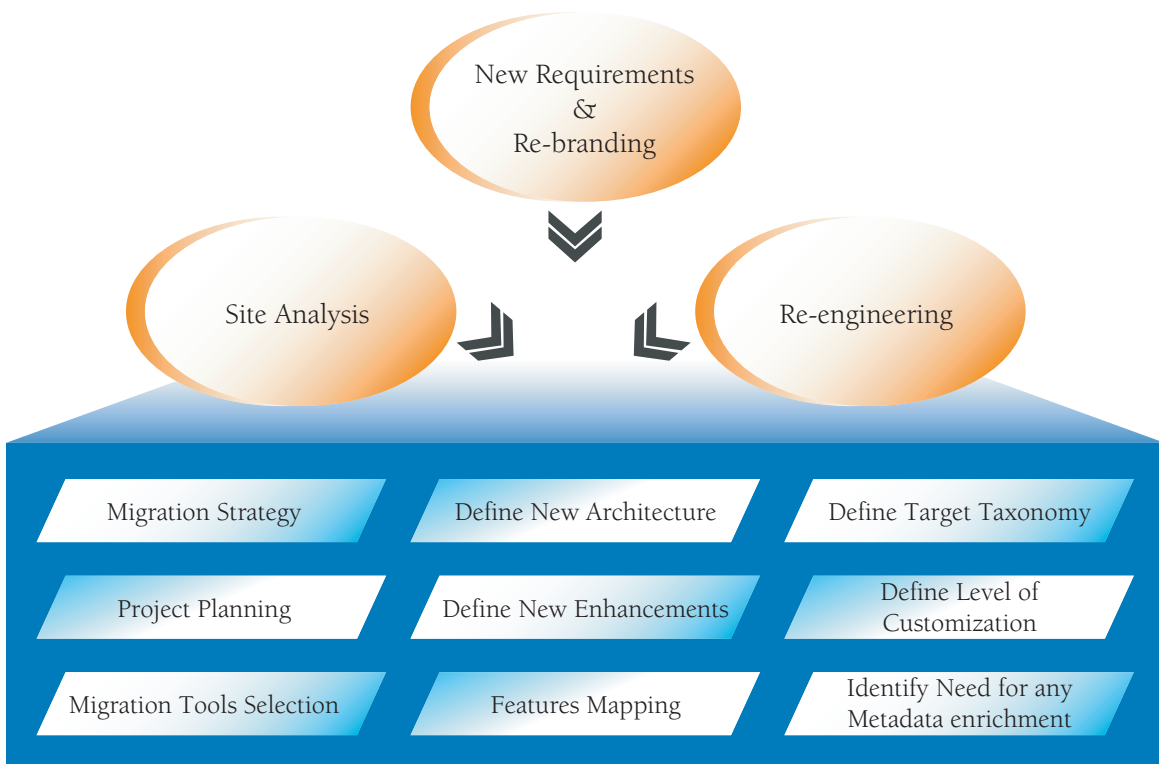 New Requirements
&
Re-branding
Site Analysis
Re-engineering
Migration Strategy
Define New Architecture
Define Target Taxonomy
Project Planning
Define New Enhancements
Define Level of
Customization
Migration Tools Selection
Features Mapping
Identify Need for any
Metadata enrichment